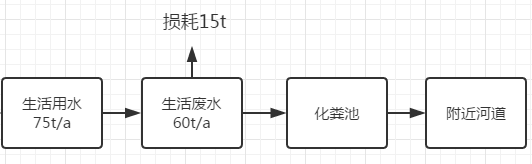 损耗15t
生活用水
75t/a
生活废水
60t/a
化粪池
附近河道